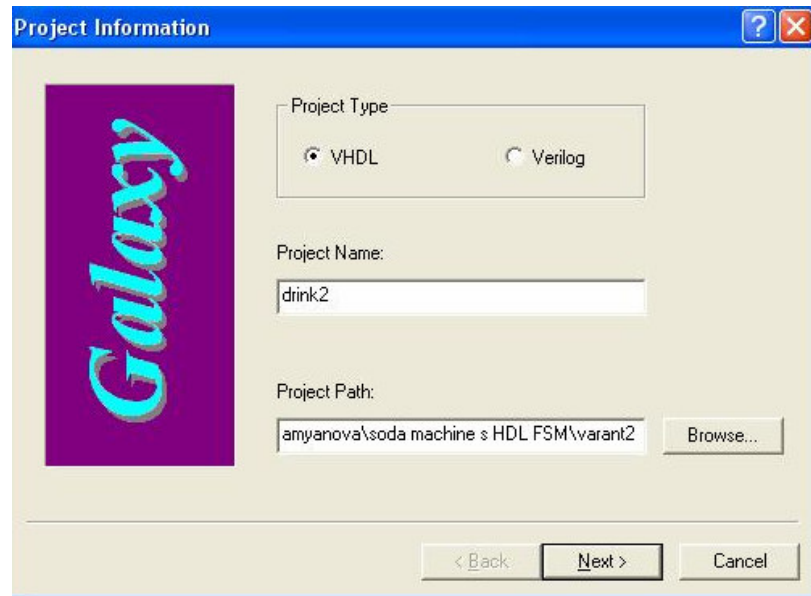 Project Information
Galaxy
Project Type
VHDL
Verilog
Project Name:
drink2
Project Path:
amyanova\soda machine s HDL FSM\varant2
Browse...
< Back
Next >
Cancel